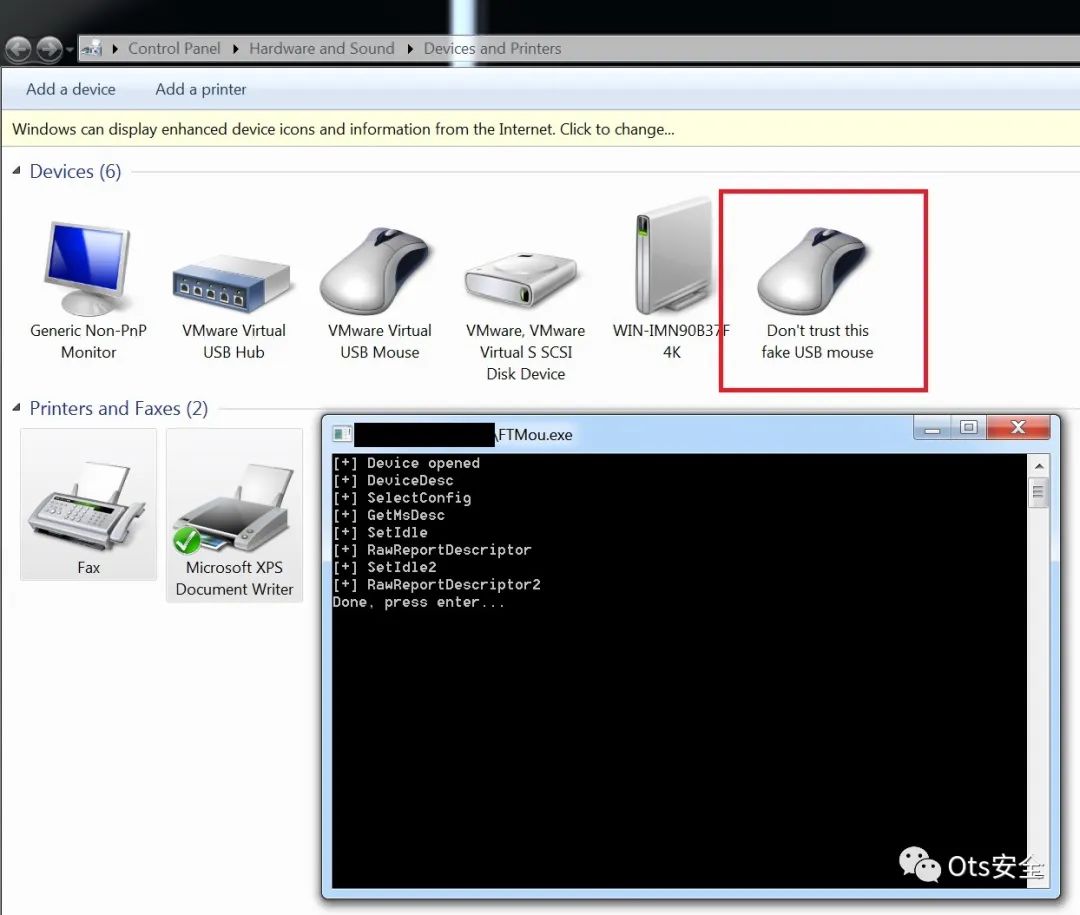 Control Panel Hardware and Sound Devices and Printers
Add a device Add a printer
Windows can display enhanced device icons and information from the Internet. Click to change...
Devices (6)
Generic Non-PnP
Monitor
VMware Virtual
USB Hub
VMware Virtual
USB Mouse
VMware, VMware
Virtual S SCSI
Disk Device
WIN-IMN90B37F
4K
Don't trust this
fake USB mouse
Printers and Faxes (2)
Fax
Microsoft XPS
Document Writer
\FTMou.exe
[+] Device opened
[+] DeviceDesc
[+] SelectConfig
[+] GetMsDesc
[+] SetIdle
[+] RawReportDescriptor
[+] SetIdle2
[+] RawReportDescriptor2
Done, press enter...
Ots安全